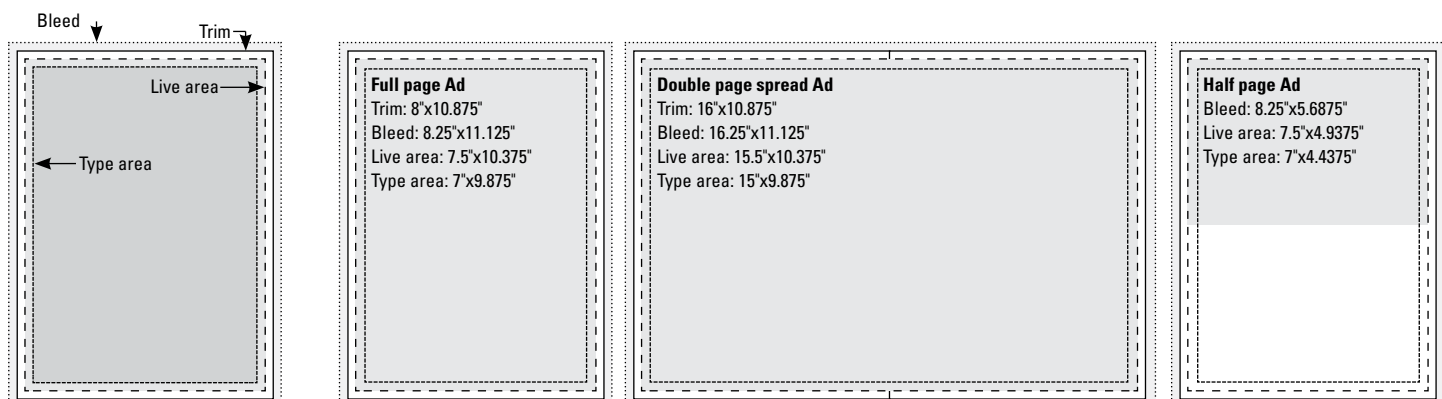 Bleed
Trim
Live area
Type area
Full page Ad
Trim: 8"x10.875"
Bleed: 8.25"x11.125"
Live area: 7.5"x10.375"
Type area: 7"x9.875"
Double page spread Ad
Trim: 16"x10.875"
Bleed: 16.25"x11.125"
Live area: 15.5"x10.375"
Type area: 15"x9.875"
Half page Ad
Bleed: 8.25"x5.6875"
Live area: 7.5"x4.9375"
Type area: 7"x4.4375"